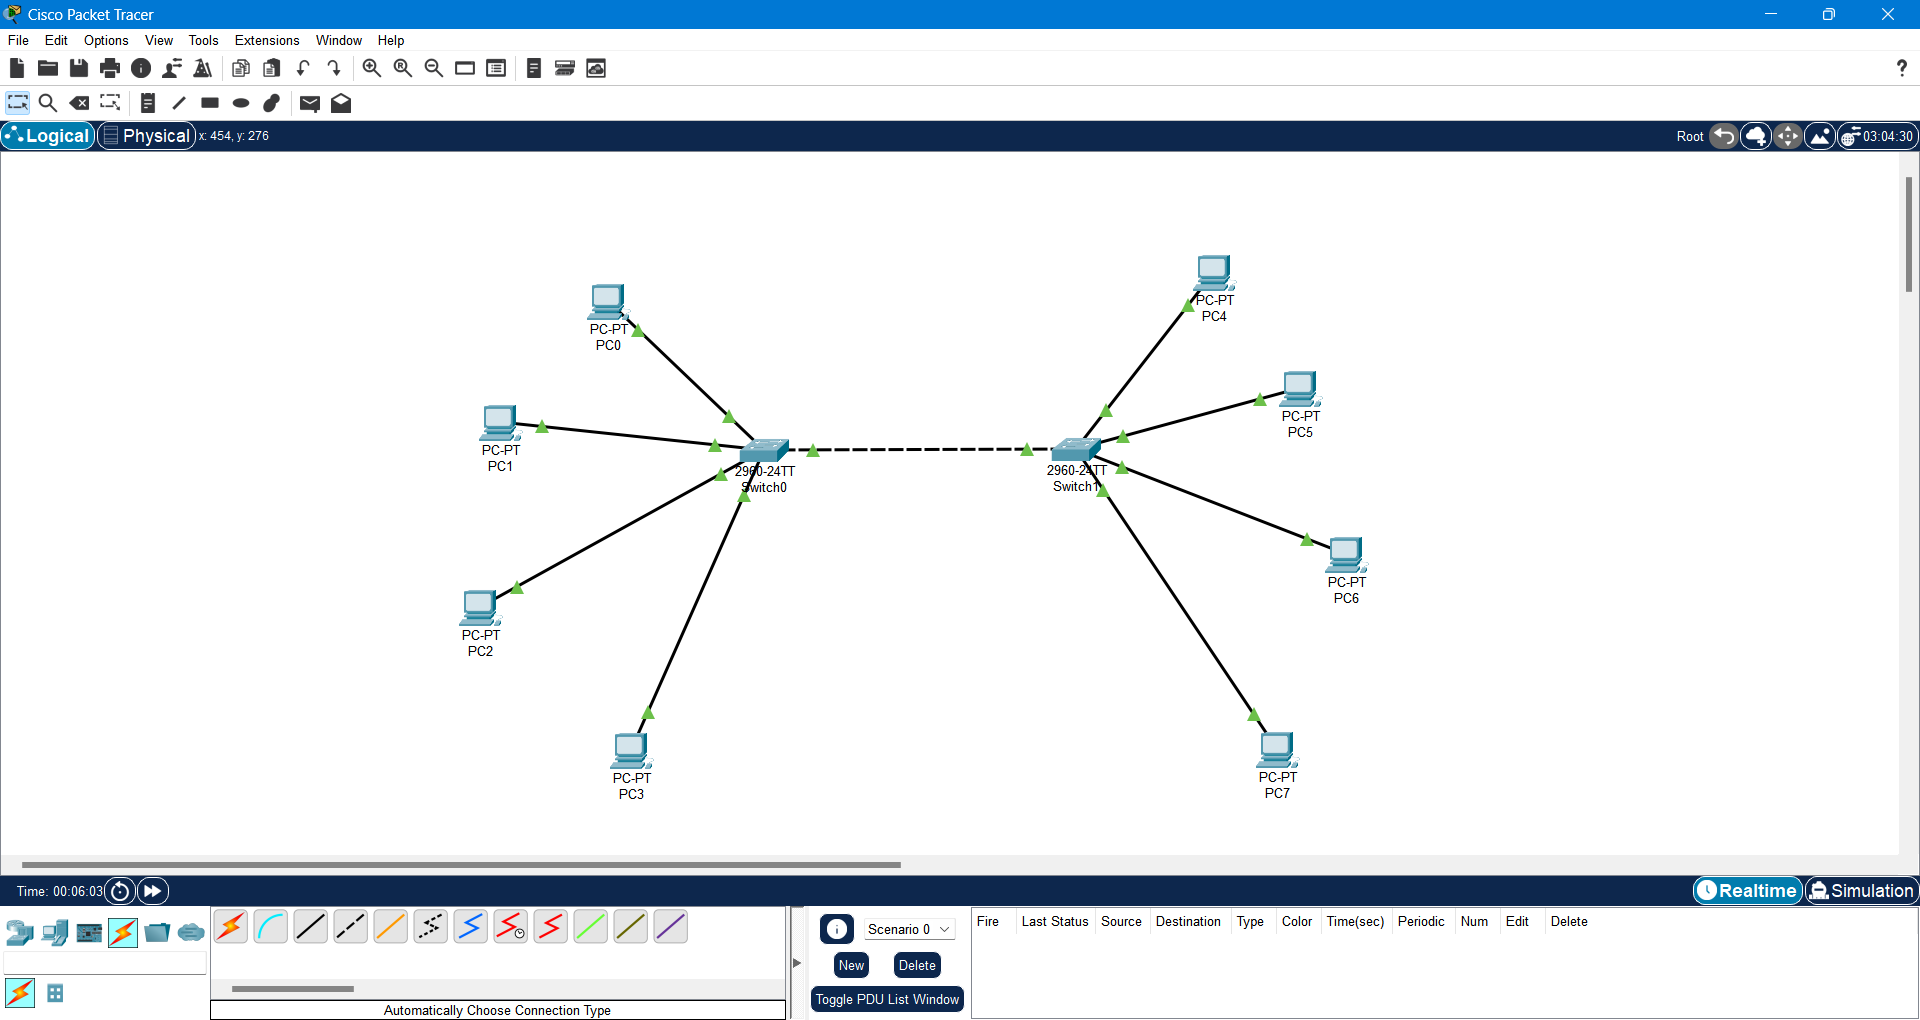 Cisco Packet Tracer
File Edit Options View Tools Extensions Window Help
Logical Physical x: 454, y: 276 Root 03:04:30
PC-PT
PC4
PC-PT
PC0
PC-PT
PC5
PC-PT
PC1
2960-24TT
Switch0
2960-24TT
Switch1
PC-PT
PC6
PC-PT
PC2
PC-PT
PC3
PC-PT
PC7
Time: 00:06:03 Realtime Simulation
Scenario 0
New Delete
Toggle PDU List Window
Fire Last Status Source Destination Type Color Time(sec) Periodic Num Edit Delete
Automatically Choose Connection Type